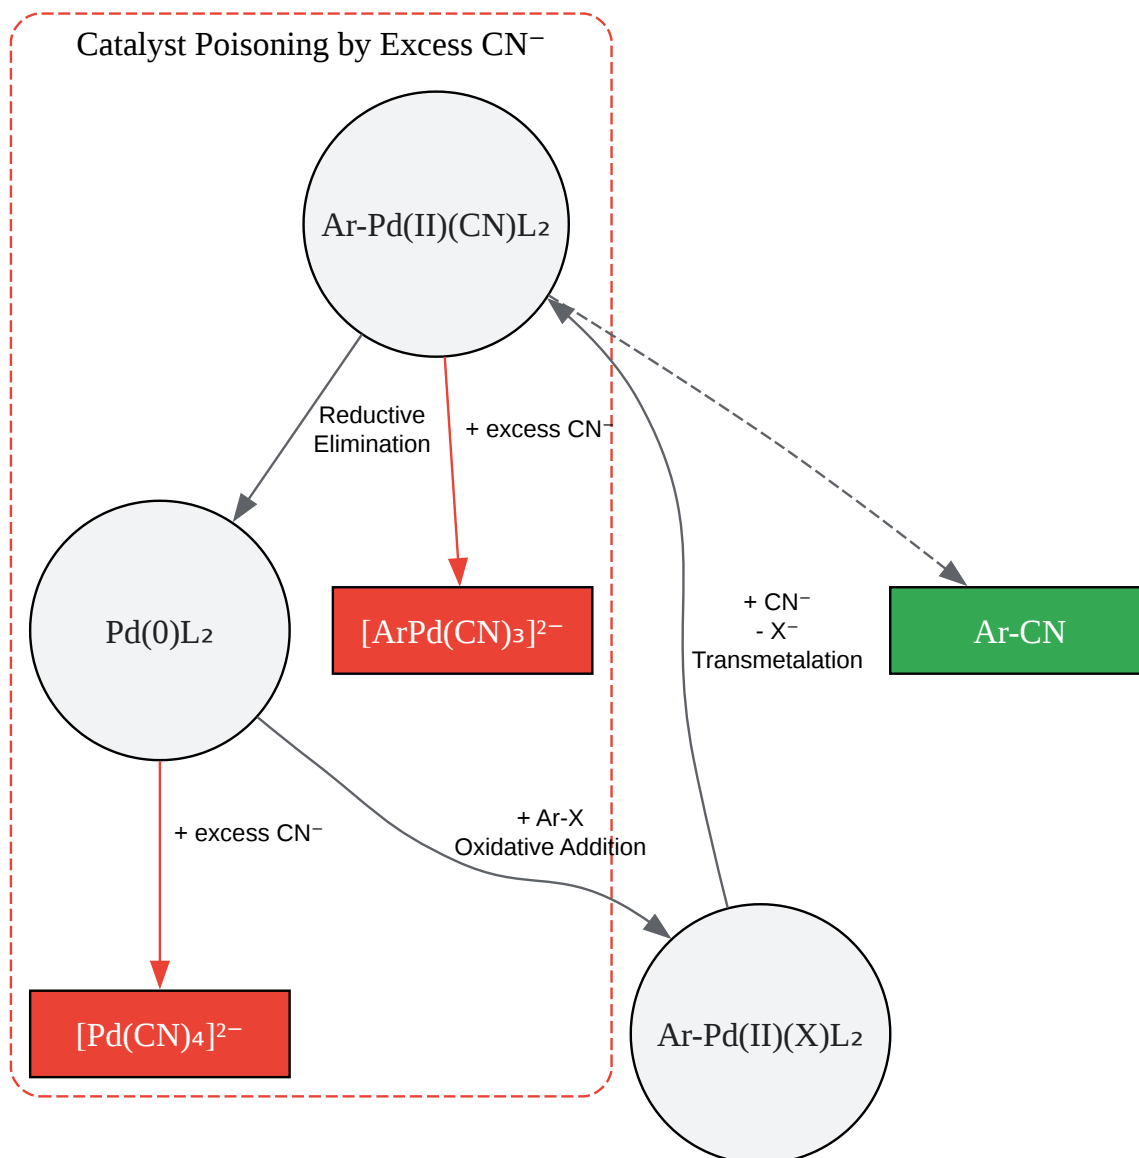 Catalyst Poisoning by Excess CN⁻
Ar-Pd(II)(CN)L₂
Reductive
Elimination
+ excess CN⁻
Pd(0)L₂
[ArPd(CN)₃]²⁻
+ CN⁻
- X⁻
Transmetalation
Ar-CN
+ excess CN⁻
+ Ar-X
Oxidative Addition
[Pd(CN)₄]²⁻
Ar-Pd(II)(X)L₂